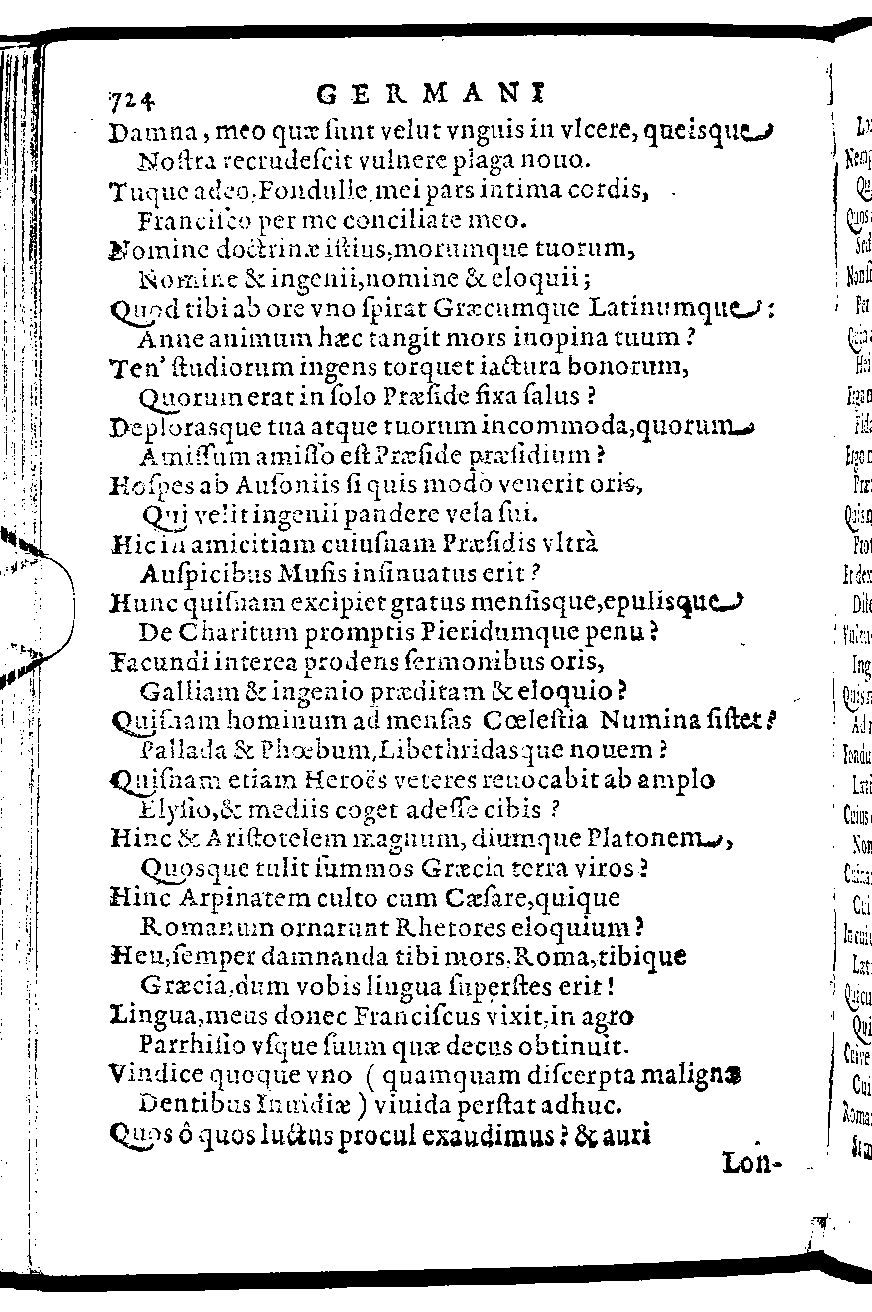 724 GERMANI
Damna, meo quæ ſunt velut vnguis in vlcere, queisque
Noſtra recrudeſcit vulnere plaga nouo.
Tuque adeo, Fondulle, mei pars intima cordis,
Franciſco per me conciliate meo.
Nomine doctrinæ iſtius, morumque tuorum,
Nomine & ingenii, nomine & eloquii;
Quod tibi ab ore vno ſpirat Græcumque Latinumque:
Anne animum hæc tangit mors inopina tuum?
Ten' ſtudiorum ingens torquet iactura bonorum,
Quorum erat in ſolo Præſide fixa ſalus?
Deploraſque tua atque tuorum incommoda, quorum
Amiſſum amiſſo eſt Præſide præſidium?
Hoſpes ab Auſoniis ſi quis modò venerit oris,
Qui velit ingenii pandere vela ſui.
Hic in amicitiam cuiuſnam Præſidis vltrà
Auſpicibus Muſis inſinuatus erit?
Hunc quiſnam excipiet gratus menſisque, epulisque
De Charitum promptis Pieridumque penu?
Facundi interea prodens ſermonibus oris,
Galliam & ingenio præditam & eloquio?
Quiſnam hominum ad menſas Cœleſtia Numina ſiſtet?
Pallada & Phœbum, Libethridasque nouem?
Quiſnam etiam Heroës veteres reuocabit ab amplo
Elyſio, & mediis coget adeſſe cibis?
Hinc & Ariſtotelem magnum, diumque Platonem,
Quosque tulit ſummos Græcia terra viros?
Hinc Arpinatem culto cum Cæſare, quique
Romanum ornarunt Rhetores eloquium?
Heu, ſemper damnanda tibi mors, Roma, tibique
Græcia, dum vobis lingua ſuperſtes erit!
Lingua, meus donec Franciſcus vixit, in agro
Parrhiſio vſque ſuum quæ decus obtinuit.
Vindice quoque vno (quamquam diſcerpta malignæ
Dentibus Inuidiæ) viuida perſtat adhuc.
Quos ô quos luctus procul exaudimus? & auri
Lon-